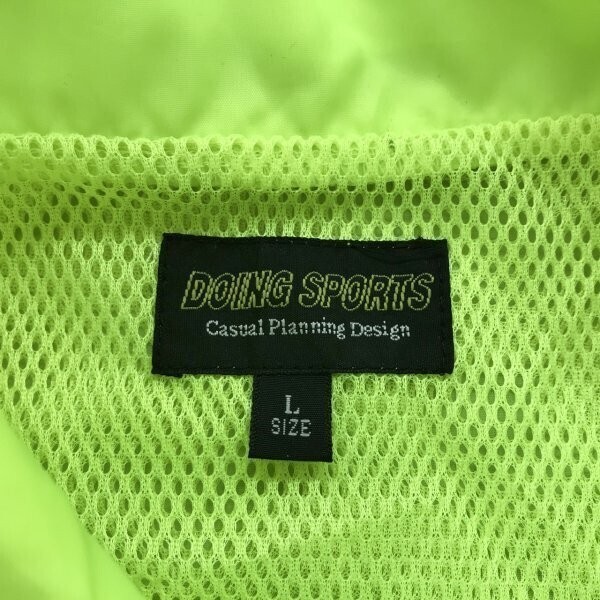 DOING SPORTS
Casual Planning Design
L
SIZE